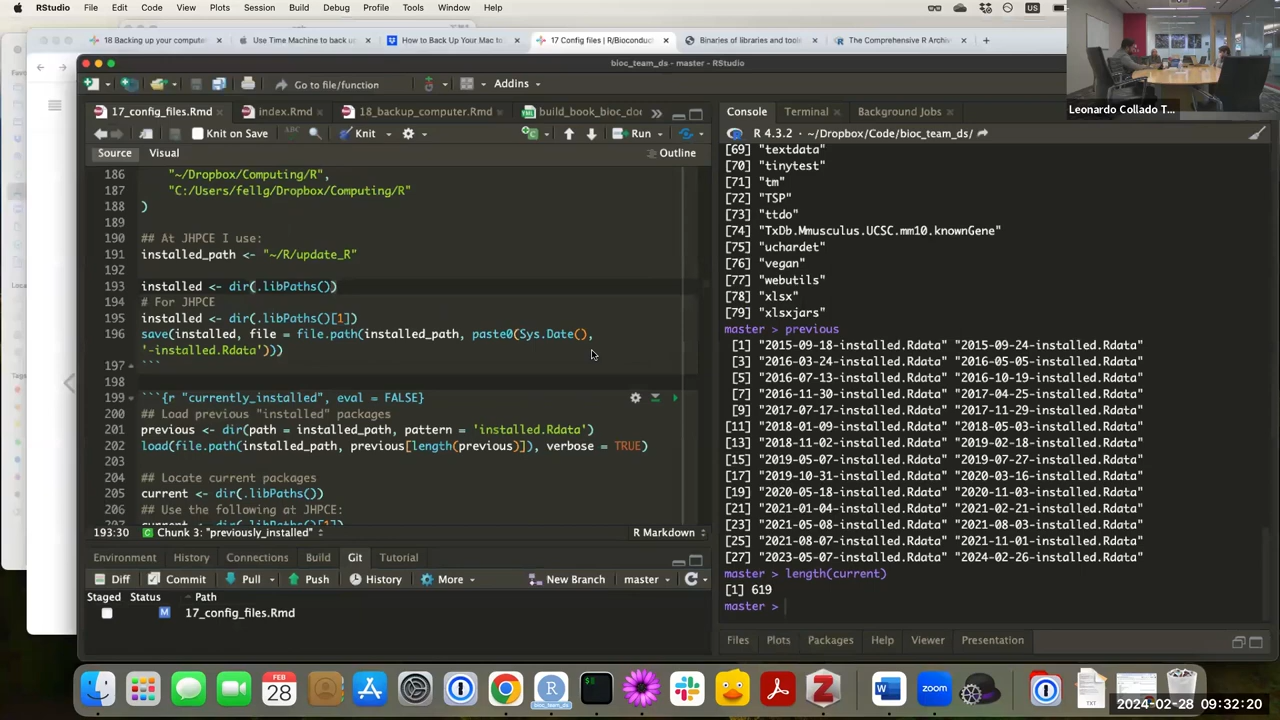 RStudio File Edit Code View Plots Session Build Debug Profile Tools Window Help
18 Backing up your compute
Use Time Machine to back u
How to Back Up Your Mac to
17 Config files | R/Bioconduct
Binaries of libraries and tools
The Comprehensive R Archiv
bioc_team_ds - master - RStudio
Go to file/function
Addins
17_config_files.Rmd
index.Rmd
18_backup_computer.Rmd
build_book_bioc_doc
Knit on Save
Knit
Run
Source
Visual
Outline
186 "~/Dropbox/Computing/R",
187 "C:/Users/fellg/Dropbox/Computing/R"
188 )
189
190 ## At JHPCE I use:
191 installed_path <- "~/R/update_R"
192
193 installed <- dir(.libPaths())
194 # For JHPCE
195 installed <- dir(.libPaths()[1])
196 save(installed, file = file.path(installed_path, paste0(Sys.Date(),
'-installed.Rdata')))
197 ```
198
199 ```{r "currently_installed", eval = FALSE}
200 ## Load previous "installed" packages
201 previous <- dir(path = installed_path, pattern = 'installed.Rdata')
202 load(file.path(installed_path, previous[length(previous)]), verbose = TRUE)
203
204 ## Locate current packages
205 current <- dir(.libPaths())
206 ## Use the following at JHPCE:
193:30 Chunk 3: "previously_installed" R Markdown
Environment History Connections Build Git Tutorial
Diff Commit Pull Push History More New Branch master
Staged Status Path
M 17_config_files.Rmd
Console Terminal Background Jobs
R 4.3.2 · ~/Dropbox/Code/bioc_team_ds/
[69] "textdata"
[70] "tinytest"
[71] "tm"
[72] "TSP"
[73] "ttdo"
[74] "TxDb.Mmusculus.UCSC.mm10.knownGene"
[75] "uchardet"
[76] "vegan"
[77] "webutils"
[78] "xlsx"
[79] "xlsxjars"
master > previous
[1] "2015-09-18-installed.Rdata" "2015-09-24-installed.Rdata"
[3] "2016-03-24-installed.Rdata" "2016-05-05-installed.Rdata"
[5] "2016-07-13-installed.Rdata" "2016-10-19-installed.Rdata"
[7] "2016-11-30-installed.Rdata" "2017-04-25-installed.Rdata"
[9] "2017-07-17-installed.Rdata" "2017-11-29-installed.Rdata"
[11] "2018-01-09-installed.Rdata" "2018-05-03-installed.Rdata"
[13] "2018-11-02-installed.Rdata" "2019-02-18-installed.Rdata"
[15] "2019-05-07-installed.Rdata" "2019-07-27-installed.Rdata"
[17] "2019-10-31-installed.Rdata" "2020-03-16-installed.Rdata"
[19] "2020-05-18-installed.Rdata" "2020-11-03-installed.Rdata"
[21] "2021-01-04-installed.Rdata" "2021-02-21-installed.Rdata"
[23] "2021-05-08-installed.Rdata" "2021-08-03-installed.Rdata"
[25] "2021-08-07-installed.Rdata" "2021-11-01-installed.Rdata"
[27] "2023-05-07-installed.Rdata" "2024-02-26-installed.Rdata"
master > length(current)
[1] 619
master >
Files Plots Packages Help Viewer Presentation
Leonardo Collado T...
FEB
28
bioc_team_ds
zoom
TXT
2024-02-28 09:32:20